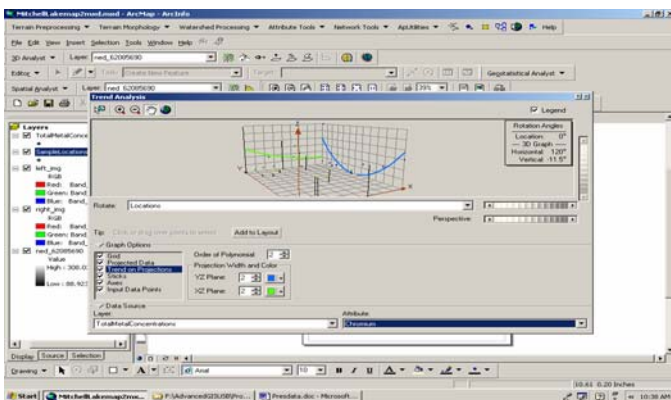 MitchellLakemap2mxd.mxd - ArcMap - ArcInfo
Terrain Preprocessing Terrain Morphology Watershed Processing Attribute Tools Network Tools ApUtilities Help
File Edit View Insert Selection Tools Window Help
3D Analyst Layer: ned_62005690
Editor Task: Create New Feature Target: Geostatistical Analyst
Spatial Analyst Layer: ned_62005690 39%
Trend Analysis
Legend
Layers
TotalMetalConce
SampleLocations
left_img
RGB
Red: Band_
Green: Band_
Blue: Band_
right_img
RGB
Red: Band_
Green: Band_
Blue: Band_
ned_62005690
Value
High : 308.0
Low : 88.92
Rotation Angles
Location: 0°
3D Graph
Horizontal: 120°
Vertical: -11.5°
Z
Y
X
Rotate: Locations
Perspective:
Tip: Click or drag over points to select
Add to Layout
Graph Options
Grid
Projected Data
Trend on Projections
Sticks
Axes
Input Data Points
Order of Polynomial: 2
Projection Width and Color
YZ Plane: 2
XZ Plane: 2
Data Source
Layer:
Attribute:
TotalMetalConcentrations
Chromium
Display Source Selection
Drawing A Arial 10 B I U A
10.61 0.20 Inches
Start MitchellLakemap2mx... F:\AdvancedGISUSB\Pro... Presdata.doc - Microsoft... 10:38 AM